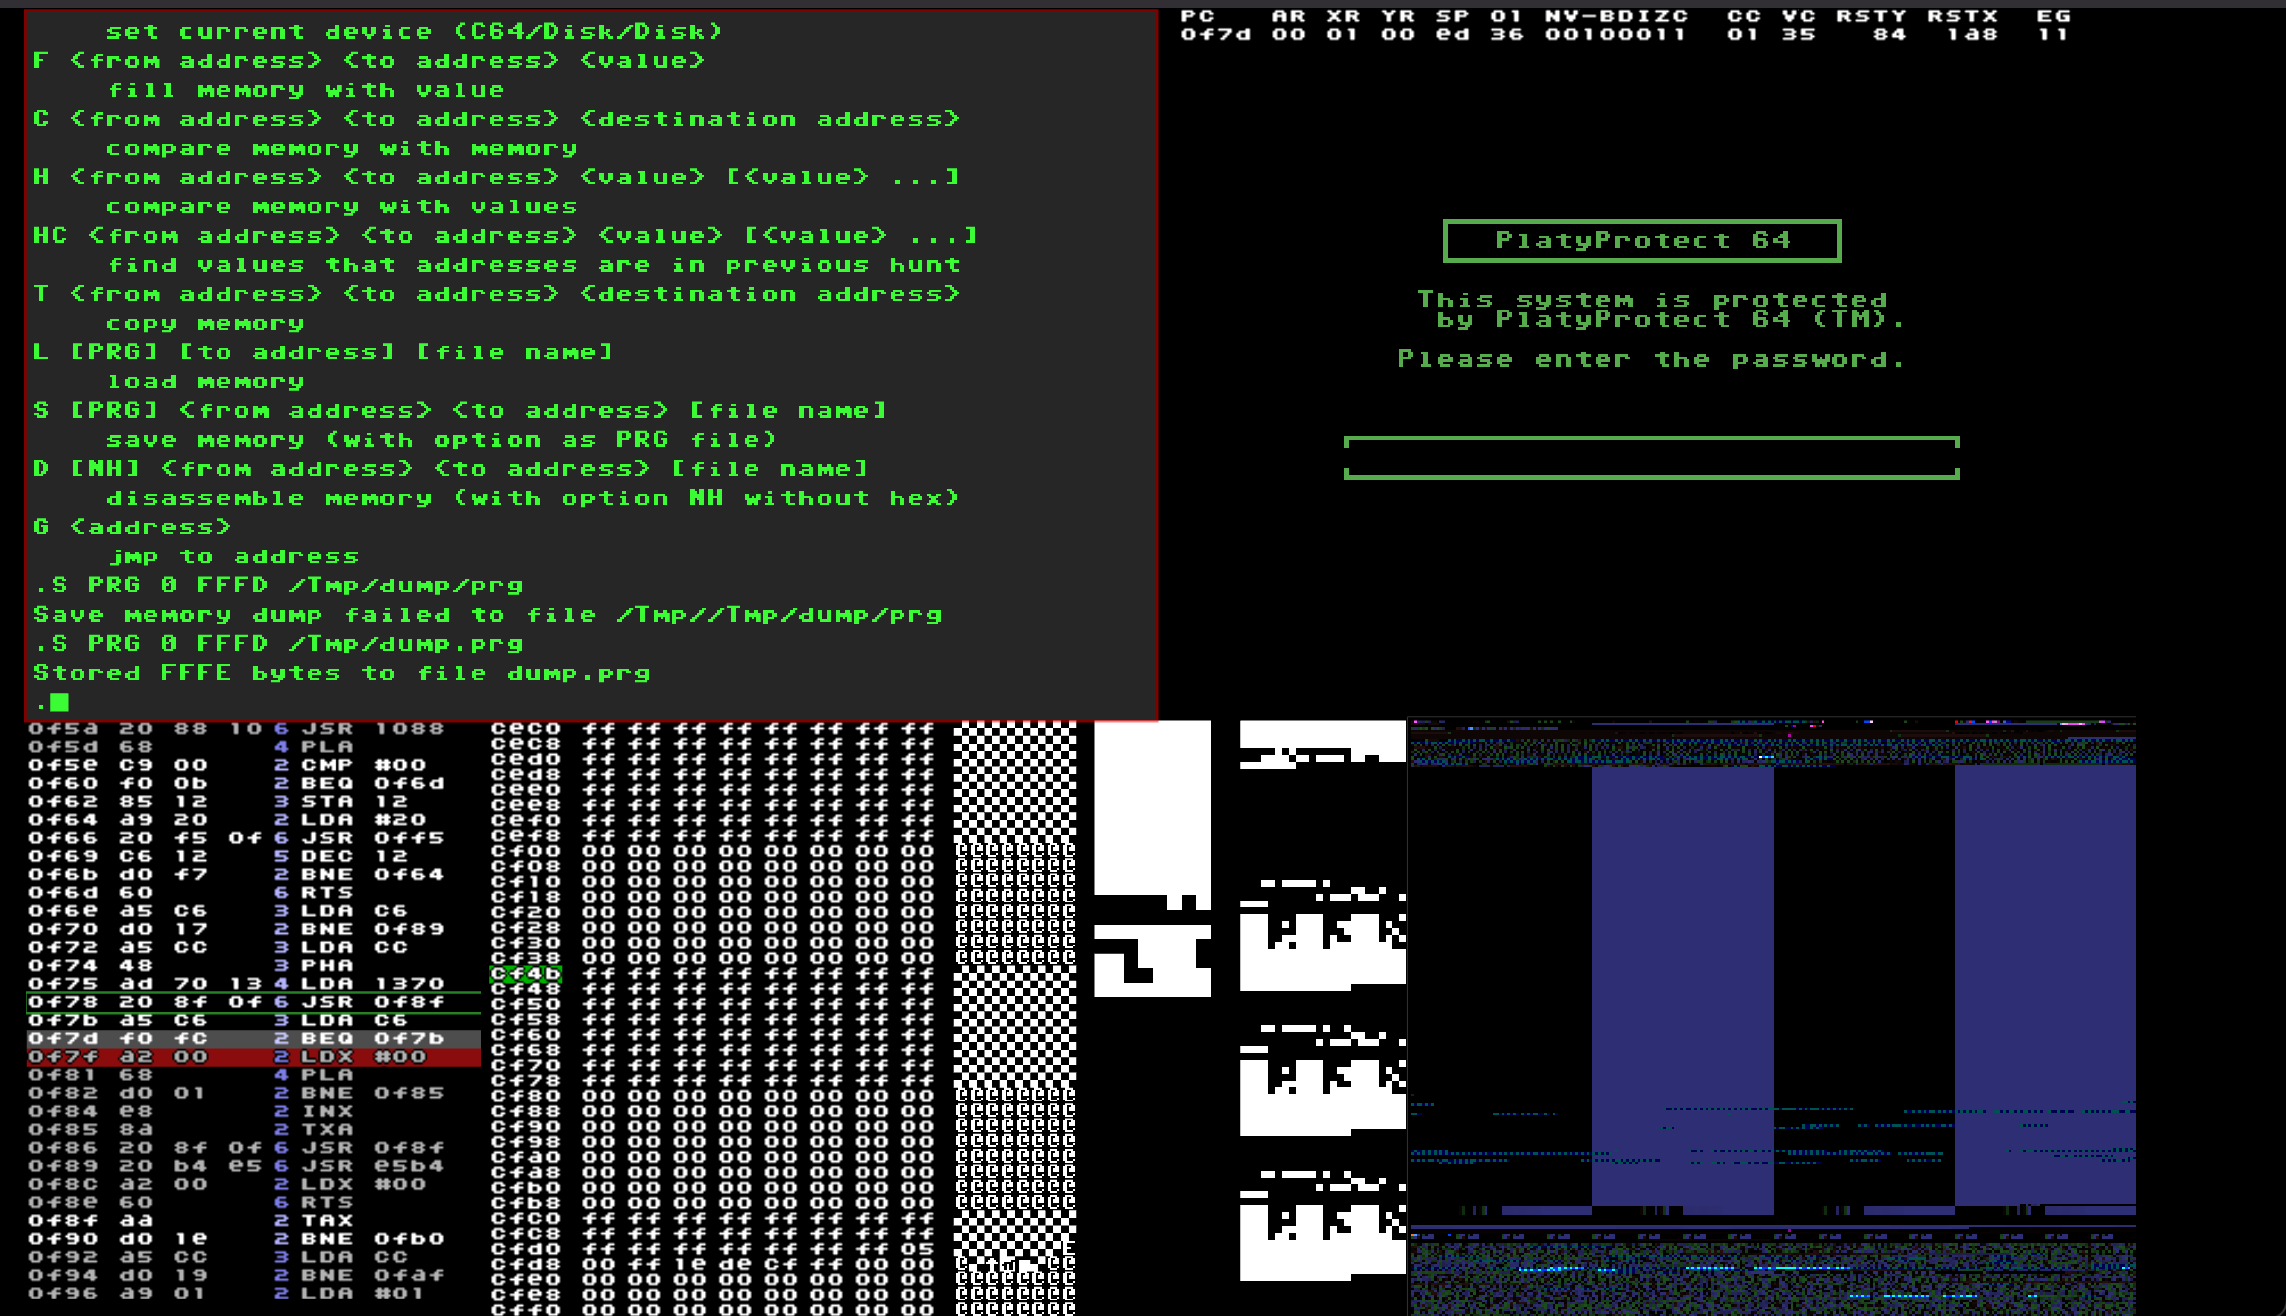 set current device (C64/Disk/Disk)
F <from address> <to address> <value>
fill memory with value
C <from address> <to address> <destination address>
compare memory with memory
H <from address> <to address> <value> [<value> ...]
compare memory with values
HC <from address> <to address> <value> [<value> ...]
find values that addresses are in previous hunt
T <from address> <to address> <destination address>
copy memory
L [PRG] [to address] [file name]
load memory
S [PRG] <from address> <to address> [file name]
save memory (with option as PRG file)
D [NH] <from address> <to address> [file name]
disassemble memory (with option NH without hex)
G <address>
jmp to address
.S PRG 0 FFFD /Tmp/dump/prg
Save memory dump failed to file /Tmp//Tmp/dump/prg
.S PRG 0 FFFD /Tmp/dump.prg
Stored FFFE bytes to file dump.prg
.
PC AR XR YR SP 01 NV-BDIZC CC VC RSTY RSTX EG
0f7d 00 01 00 ed 36 00100011 01 35 84 1a8 11
PlatyProtect 64
This system is protected
by PlatyProtect 64 (TM).
Please enter the password.
0f5a 20 88 10 6 JSR 1088
0f5d 68 4 PLA
0f5e c9 00 2 CMP #00
0f60 f0 0b 2 BEQ 0f6d
0f62 85 12 3 STA 12
0f64 a9 20 2 LDA #20
0f66 20 f5 0f 6 JSR 0ff5
0f69 c6 12 5 DEC 12
0f6b d0 f7 2 BNE 0f64
0f6d 60 6 RTS
0f6e a5 c6 3 LDA C6
0f70 d0 17 2 BNE 0f89
0f72 a5 cc 3 LDA CC
0f74 48 3 PHA
0f75 ad 70 13 4 LDA 1370
0f78 20 8f 0f 6 JSR 0f8f
0f7b a5 c6 3 LDA C6
0f7d f0 fc 2 BEQ 0f7b
0f7f a2 00 2 LDX #00
0f81 68 4 PLA
0f82 d0 01 2 BNE 0f85
0f84 e8 2 INX
0f85 8a 2 TXA
0f86 20 8f 0f 6 JSR 0f8f
0f89 20 b4 e5 6 JSR e5b4
0f8c a2 00 2 LDX #00
0f8e 60 6 RTS
0f8f aa 2 TAX
0f90 d0 1e 2 BNE 0fb0
0f92 a5 cc 3 LDA CC
0f94 d0 19 2 BNE 0faf
0f96 a9 01 2 LDA #01
cec0 ff ff ff ff ff ff ff ff
cec8 ff ff ff ff ff ff ff ff
ced0 ff ff ff ff ff ff ff ff
ced8 ff ff ff ff ff ff ff ff
cee0 ff ff ff ff ff ff ff ff
cee8 ff ff ff ff ff ff ff ff
cef0 ff ff ff ff ff ff ff ff
cef8 ff ff ff ff ff ff ff ff
cf00 00 00 00 00 00 00 00 00
cf08 00 00 00 00 00 00 00 00
cf10 00 00 00 00 00 00 00 00
cf18 00 00 00 00 00 00 00 00
cf20 00 00 00 00 00 00 00 00
cf28 00 00 00 00 00 00 00 00
cf30 00 00 00 00 00 00 00 00
cf38 00 00 00 00 00 00 00 00
cf4b ff ff ff ff ff ff ff ff
cf48 ff ff ff ff ff ff ff ff
cf50 ff ff ff ff ff ff ff ff
cf58 ff ff ff ff ff ff ff ff
cf60 ff ff ff ff ff ff ff ff
cf68 ff ff ff ff ff ff ff ff
cf70 ff ff ff ff ff ff ff ff
cf78 ff ff ff ff ff ff ff ff
cf80 00 00 00 00 00 00 00 00
cf88 00 00 00 00 00 00 00 00
cf90 00 00 00 00 00 00 00 00
cf98 00 00 00 00 00 00 00 00
cfa0 00 00 00 00 00 00 00 00
cfa8 00 00 00 00 00 00 00 00
cfb0 00 00 00 00 00 00 00 00
cfb8 00 00 00 00 00 00 00 00
cfc0 ff ff ff ff ff ff ff ff
cfc8 ff ff ff ff ff ff ff ff
cfd0 ff ff ff ff ff ff ff 05
cfd8 00 ff 1e de cf ff 00 00
cfe0 00 00 00 00 00 00 00 00
cfe8 00 00 00 00 00 00 00 00
cff0 00 00 00 00 00 00 00 00